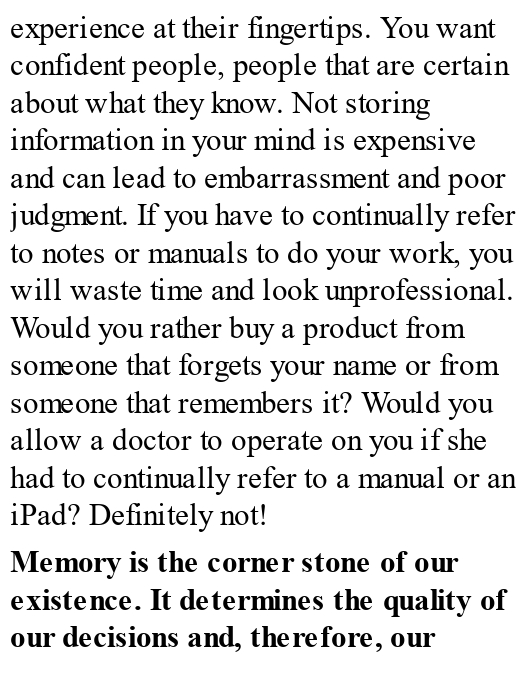 experience at their fingertips. You want
confident people, people that are certain
about what they know. Not storing
information in your mind is expensive
and can lead to embarrassment and poor
judgment. If you have to continually refer
to notes or manuals to do your work, you
will waste time and look unprofessional.
Would you rather buy a product from
someone that forgets your name or from
someone that remembers it? Would you
allow a doctor to operate on you if she
had to continually refer to a manual or an
iPad? Definitely not!
Memory is the corner stone of our
existence. It determines the quality of
our decisions and, therefore, our